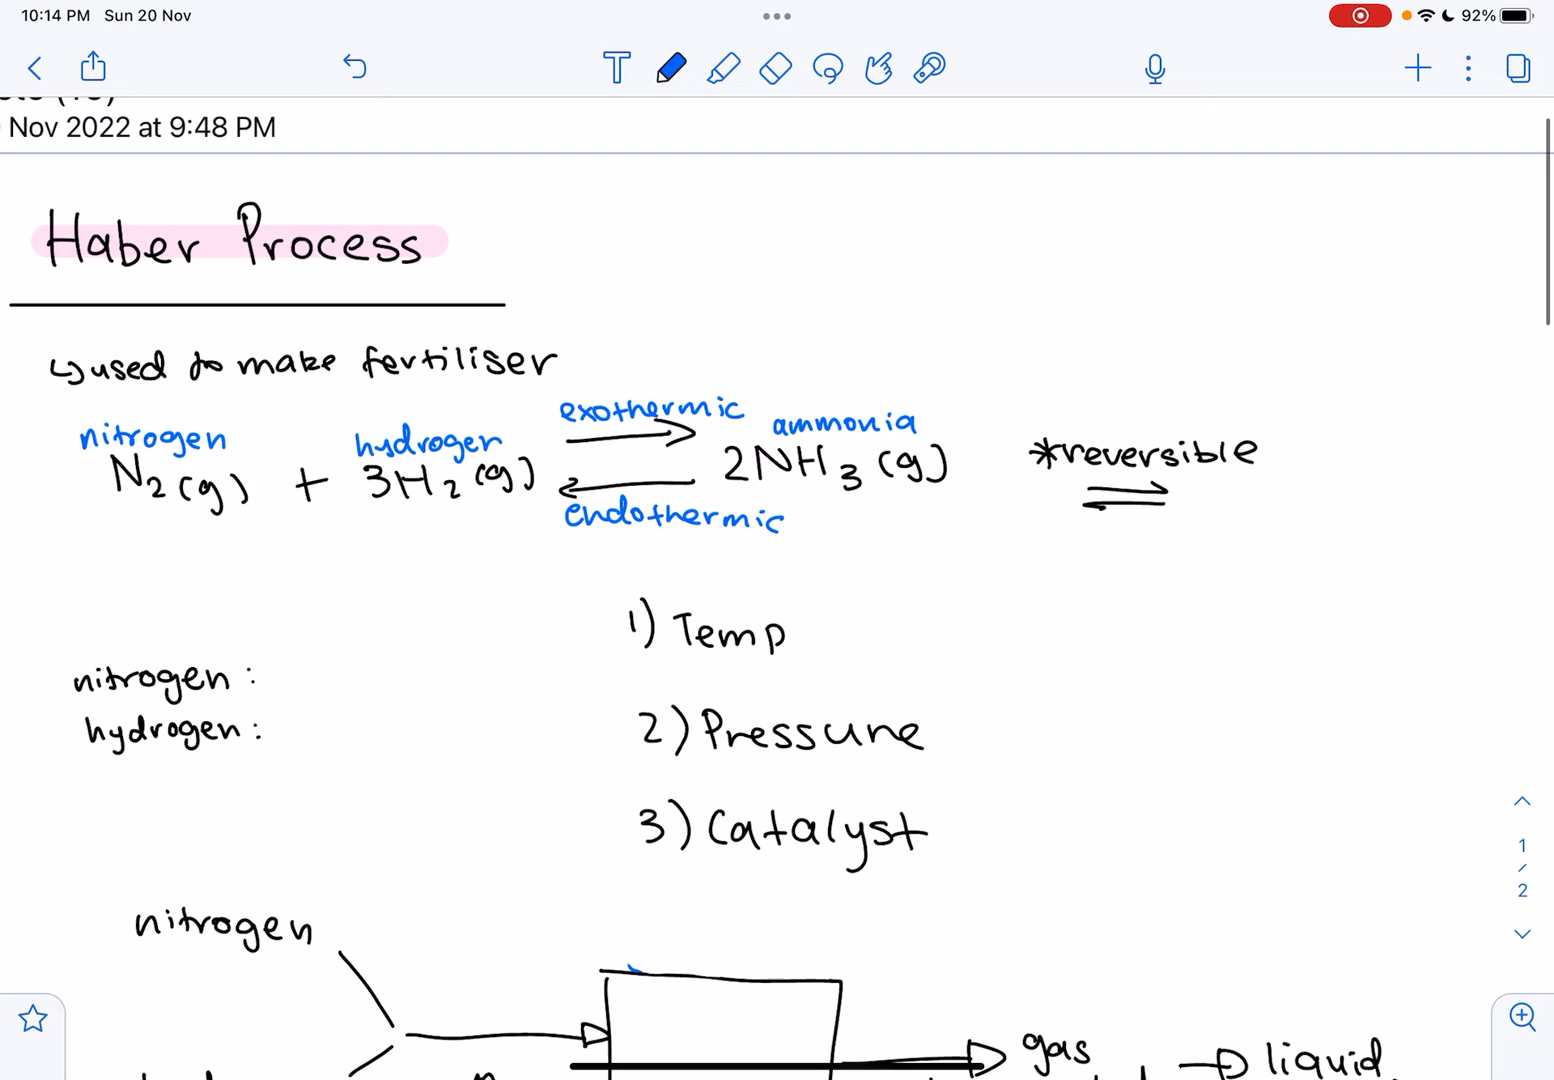 10:14 PM Sun 20 Nov
92%
Nov 2022 at 9:48 PM
Haber Process
↳ used to make fertiliser
exothermic
nitrogen hydrogen ammonia
N₂(g) + 3H₂(g) ⇌ 2NH₃(g) *reversible
endothermic
⇌
1) Temp
nitrogen :
2) Pressure
hydrogen :
3) Catalyst
1
/
2
nitrogen
gas
liquid